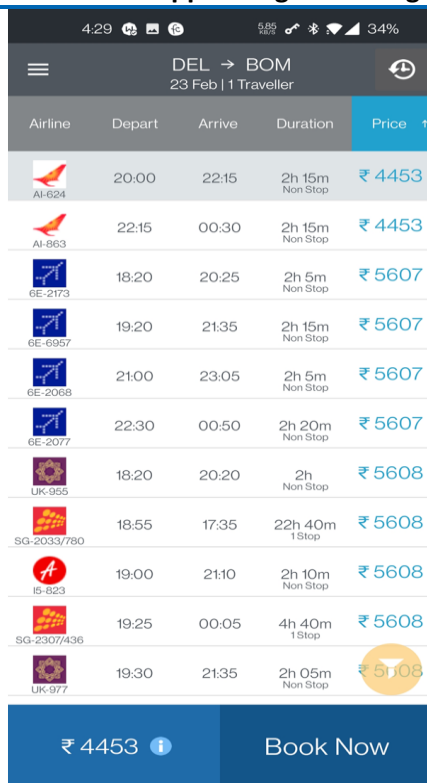 4:29 5.85 KB/S 34%
DEL → BOM
23 Feb | 1 Traveller
Airline Depart Arrive Duration Price ↑
20:00 22:15 2h 15m ₹ 4453
AI-624 Non Stop
22:15 00:30 2h 15m ₹ 4453
AI-863 Non Stop
18:20 20:25 2h 5m ₹ 5607
6E-2173 Non Stop
19:20 21:35 2h 15m ₹ 5607
6E-6957 Non Stop
21:00 23:05 2h 5m ₹ 5607
6E-2068 Non Stop
22:30 00:50 2h 20m ₹ 5607
6E-2077 Non Stop
18:20 20:20 2h ₹ 5608
UK-955 Non Stop
18:55 17:35 22h 40m ₹ 5608
SG-2033/780 1 Stop
19:00 21:10 2h 10m ₹ 5608
I5-823 Non Stop
19:25 00:05 4h 40m ₹ 5608
SG-2307/436 1 Stop
19:30 21:35 2h 05m ₹ 5608
UK-977 Non Stop
₹ 4453 i Book Now